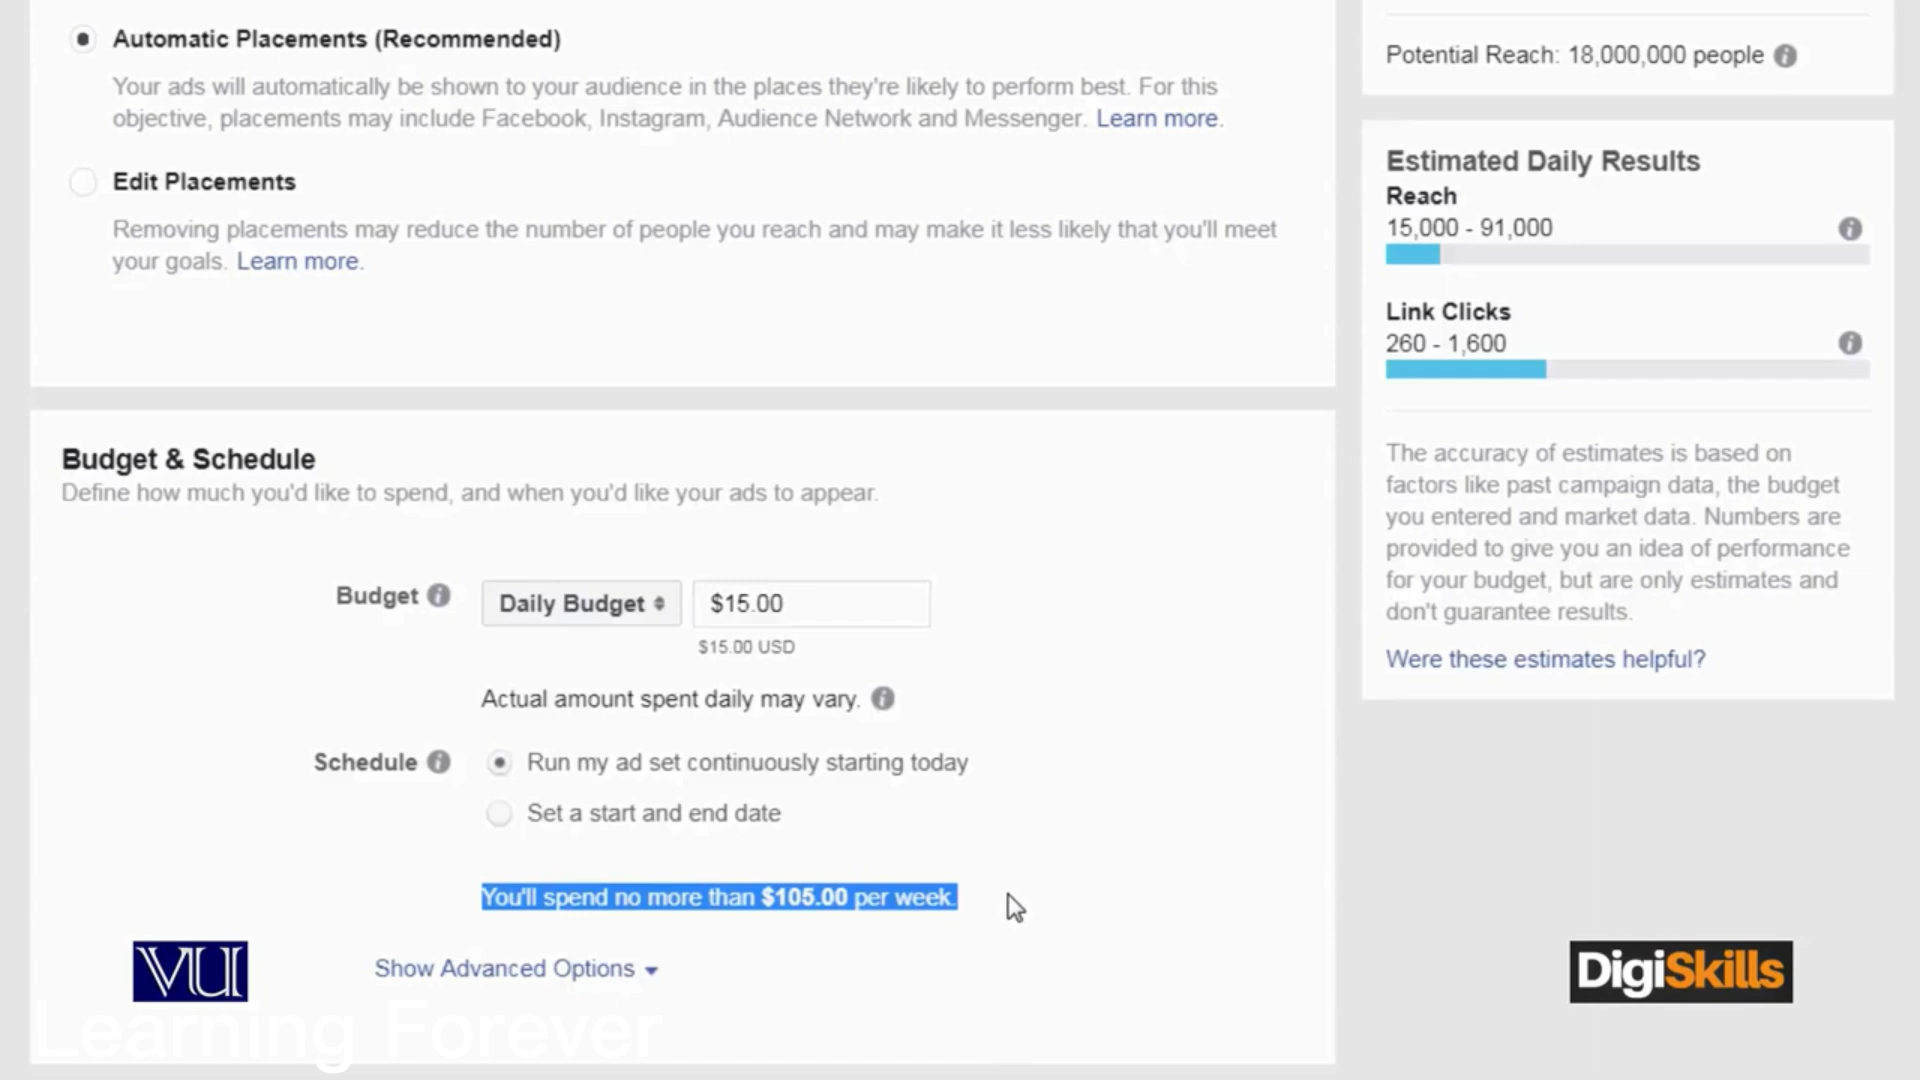 Automatic Placements (Recommended)
Your ads will automatically be shown to your audience in the places they're likely to perform best. For this
objective, placements may include Facebook, Instagram, Audience Network and Messenger. Learn more.
Edit Placements
Removing placements may reduce the number of people you reach and may make it less likely that you'll meet
your goals. Learn more.
Budget & Schedule
Define how much you'd like to spend, and when you'd like your ads to appear.
Budget
Daily Budget
$15.00
$15.00 USD
Actual amount spent daily may vary.
Schedule
Run my ad set continuously starting today
Set a start and end date
You'll spend no more than $105.00 per week.
Show Advanced Options
VU
Learning Forever
Potential Reach: 18,000,000 people
Estimated Daily Results
Reach
15,000 - 91,000
Link Clicks
260 - 1,600
The accuracy of estimates is based on
factors like past campaign data, the budget
you entered and market data. Numbers are
provided to give you an idea of performance
for your budget, but are only estimates and
don't guarantee results.
Were these estimates helpful?
DigiSkills